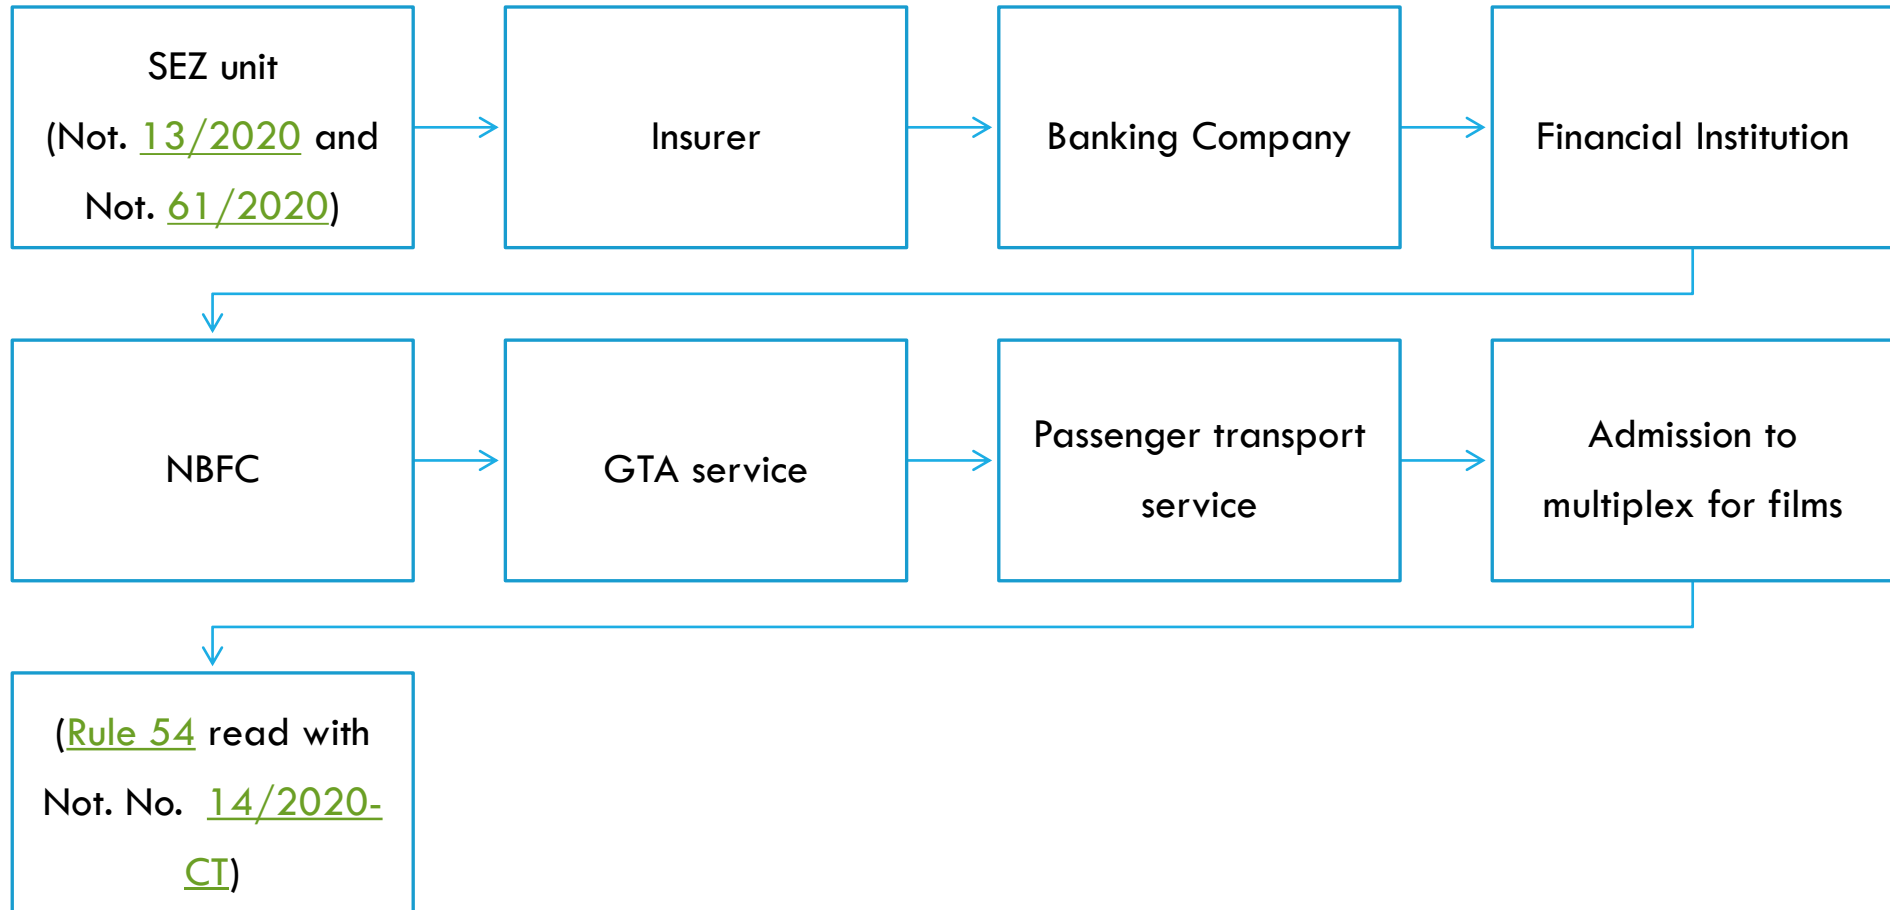 SEZ unit
(Not. 13/2020 and
Not. 61/2020)
Insurer
Banking Company
Financial Institution
NBFC
GTA service
Passenger transport
service
Admission to
multiplex for films
(Rule 54 read with
Not. No. 14/2020-
CT)